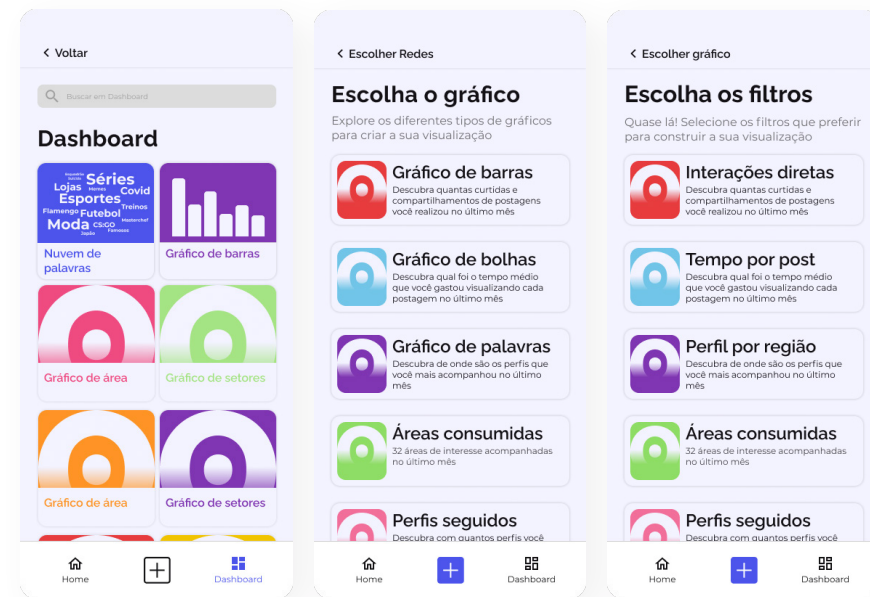 Voltar
Buscar em Dashboard
Dashboard
Séries
Lojas
Memes
Covid
Esportes
Treinos
Flamengo
Futebol
Masterchef
Moda
CS:GO
Famosos
Japão
Nuvem de
palavras
Gráfico de barras
Gráfico de área
Gráfico de setores
Gráfico de área
Gráfico de setores
Home
Dashboard
Escolher Redes
Escolha o gráfico
Explore os diferentes tipos de gráficos
para criar a sua visualização
Gráfico de barras
Descubra quantas curtidas e
compartilhamentos de postagens
você realizou no último mês
Gráfico de bolhas
Descubra qual foi o tempo médio
que você gastou visualizando cada
postagem no último mês
Gráfico de palavras
Descubra de onde são os perfis que
você mais acompanhou no último
mês
Áreas consumidas
32 áreas de interesse acompanhadas
no último mês
Perfis seguidos
Descubra com quantos perfis você
Home
Dashboard
Escolher gráfico
Escolha os filtros
Quase lá! Selecione os filtros que preferir
para construir a sua visualização
Interações diretas
Descubra quantas curtidas e
compartilhamentos de postagens
você realizou no último mês
Tempo por post
Descubra qual foi o tempo médio
que você gastou visualizando cada
postagem no último mês
Perfil por região
Descubra de onde são os perfis que
você mais acompanhou no último
mês
Áreas consumidas
32 áreas de interesse acompanhadas
no último mês
Perfis seguidos
Descubra com quantos perfis você
Home
Dashboard